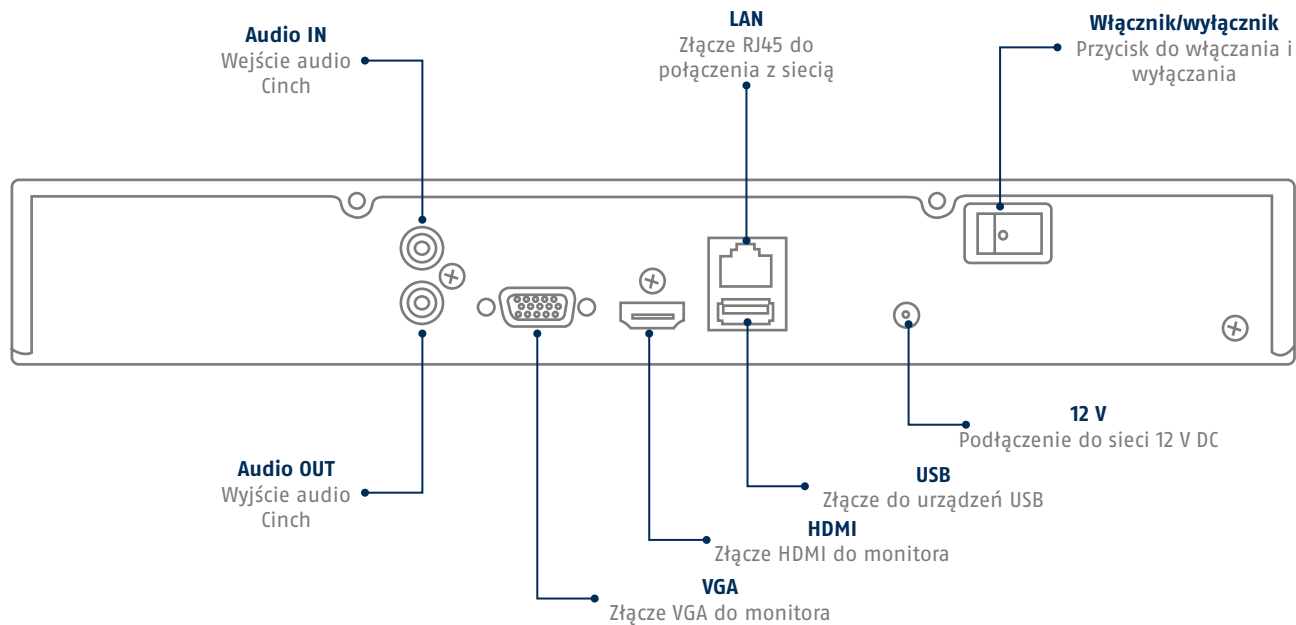 Audio IN
Wejście audio
Cinch
LAN
Złącze RJ45 do
połączenia z siecią
Włącznik/wyłącznik
Przycisk do włączania i
wyłączania
12 V
Podłączenie do sieci 12 V DC
Audio OUT
Wyjście audio
Cinch
USB
Złącze do urządzeń USB
HDMI
Złącze HDMI do monitora
VGA
Złącze VGA do monitora